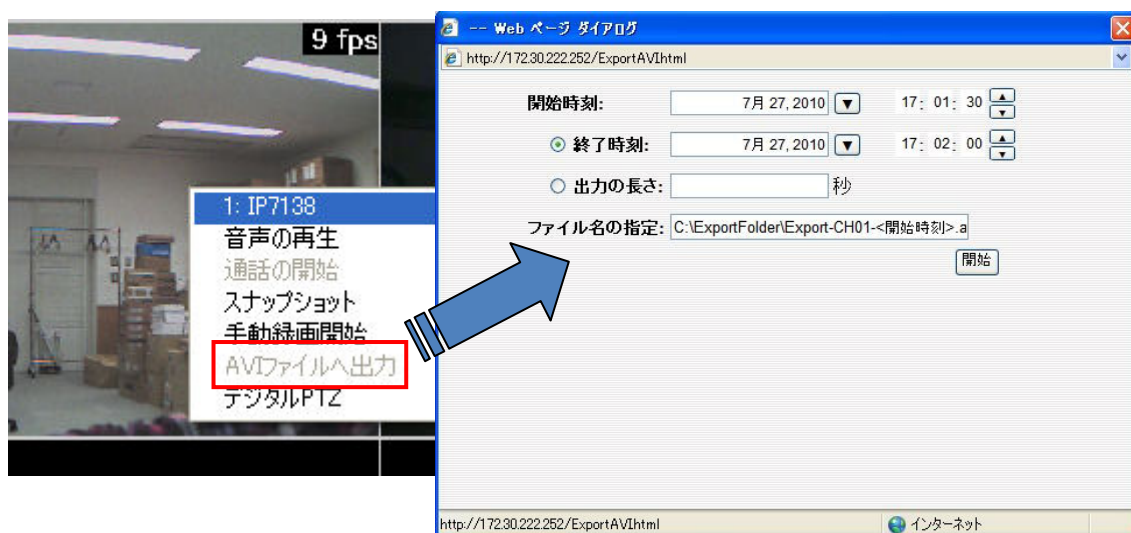 9 fps
1: IP7138
音声の再生
通話の開始
スナップショット
手動録画開始
AVIファイルへ出力
デジタルPTZ
-- Web ページ ダイアログ
http://172.30.222.252/ExportAVI.html
開始時刻: 7月 27, 2010 17: 01: 30
終了時刻: 7月 27, 2010 17: 02: 00
出力の長さ: 秒
ファイル名の指定: C:\ExportFolder\Export-CH01-<開始時刻>.a
開始
http://172.30.222.252/ExportAVI.html インターネット